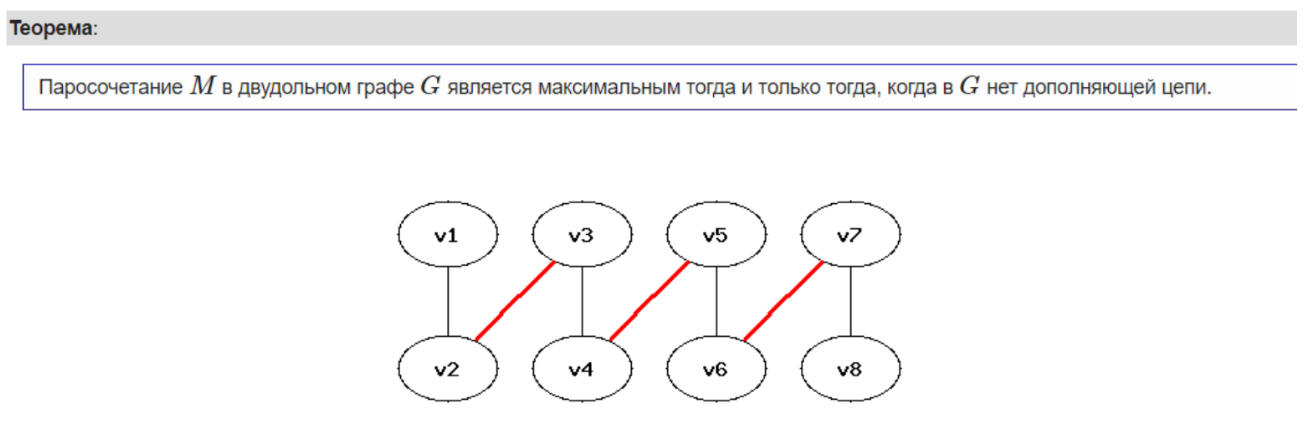 Теорема:
Паросочетание M в двудольном графе G является максимальным тогда и только тогда, когда в G нет дополняющей цепи.
v1 v3 v5 v7
v2 v4 v6 v8